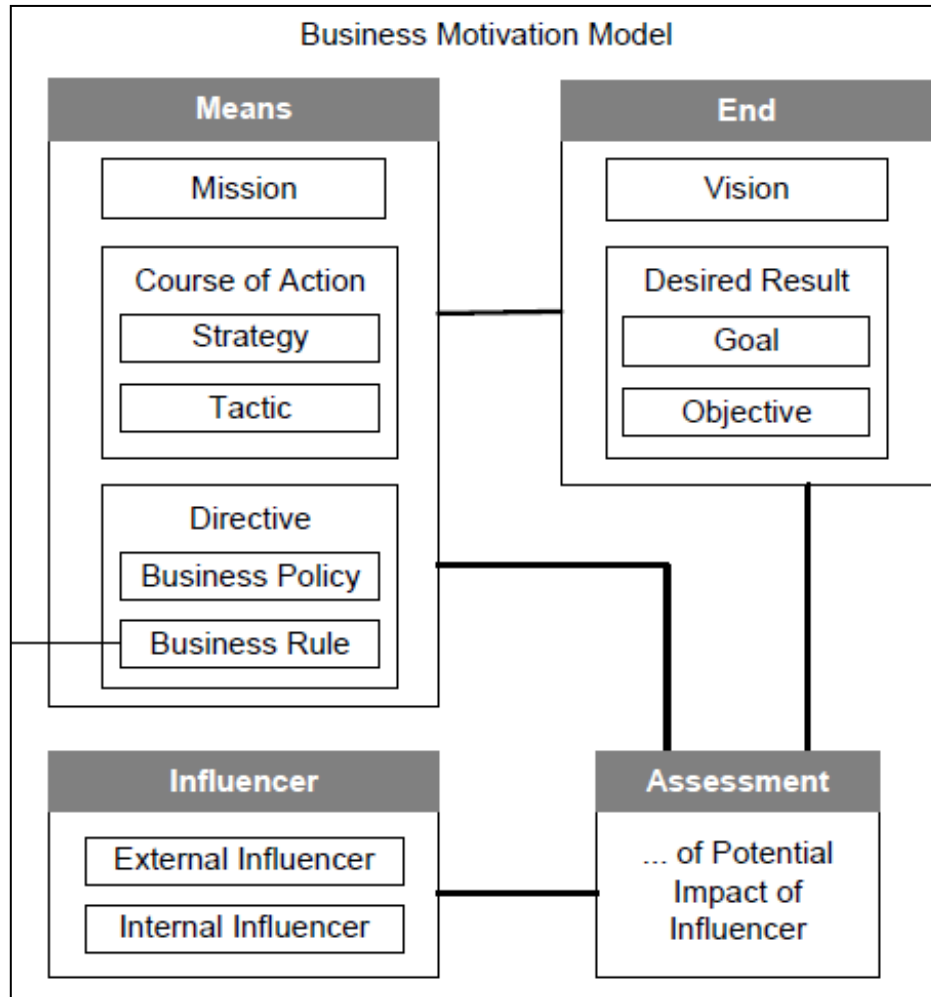 Business Motivation Model
Means
Mission
Course of Action
Strategy
Tactic
Directive
Business Policy
Business Rule
End
Vision
Desired Result
Goal
Objective
Influencer
External Influencer
Internal Influencer
Assessment
... of Potential
Impact of
Influencer